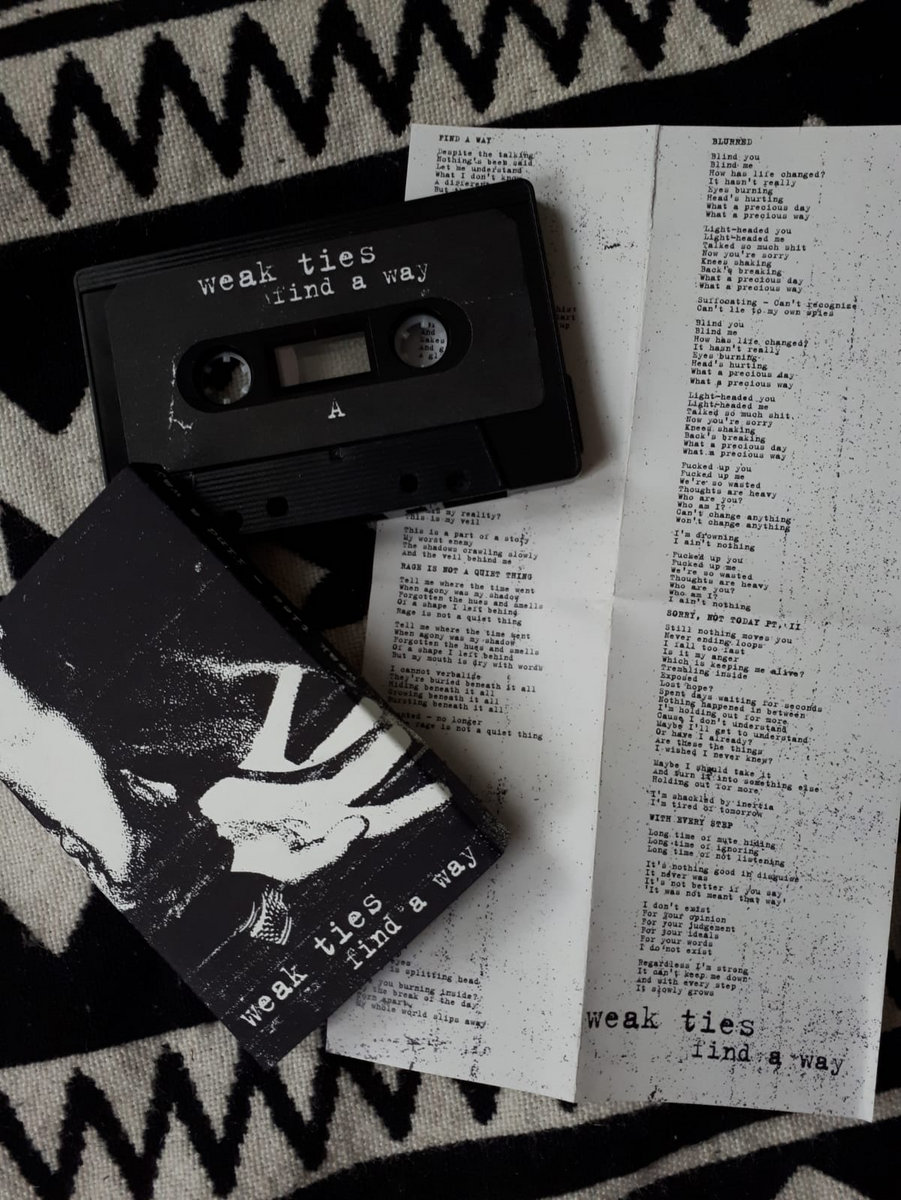 weak ties
find a way
A
FIND A WAY
Despite the talking
Nothing's been said
Let me understand
What I don't know
This is my veil
This is a part of a story
My worst enemy
The shadows crawling slowly
And the veil behind me
RAGE IS NOT A QUIET THING
Tell me where the time went
When agony was my shadow
Forgotten the hues and smells
Of a shape I left behind
Rage is not a quiet thing
Tell me where the time went
When agony was my shadow
Forgotten the hues and smells
Of a shape I left behind
But my mouth is dry with words
I cannot verbalise
They're buried beneath it all
Hiding beneath it all
Growing beneath it all
Bursting beneath it all
- no longer
rage is not a quiet thing
splitting head
you burning inside?
the break of the day
apart
whole world slips away
BLURRED
Blind you
Blind me
How has life changed?
It hasn't really
Eyes burning
Head's hurting
What a precious day
What a precious way
Light-headed you
Light-headed me
Talked so much shit
Now you're sorry
Knees shaking
Back's breaking
What a precious day
What a precious way
Suffocating - Can't recognize
Can't lie to my own spies
Blind you
Blind me
How has life changed?
It hasn't really
Eyes burning
Head's hurting
What a precious day
What a precious way
Light-headed you
Light-headed me
Talked so much shit
Now you're sorry
Knees shaking
Back's breaking
What a precious day
What a precious way
Fucked up you
Fucked up me
We're so wasted
Thoughts are heavy
Who are you?
Who am I?
Can't change anything
Won't change anything
I'm drowning
I ain't nothing
Fucked up you
Fucked up me
We're so wasted
Thoughts are heavy
Who are you?
Who am I?
I ain't nothing
SORRY, NOT TODAY PT. II
Still nothing moves you
Never ending loops
I fall too fast
Is it my anger
Which is keeping me alive?
Trembling inside
Exposed
Lost hope?
Spent days waiting for seconds
Nothing happened in between
I'm holding out for more
Cause I don't understand
Maybe I'll get to understand
Or have I already?
Are these the things
I wished I never knew?
Maybe I should take it
And turn it into something else
Holding out for more
I'm shackled by inertia
I'm tired of tomorrow
WITH EVERY STEP
Long time of mute hiding
Long time of ignoring
Long time of not listening
It's nothing good in disguise
It never was
It's not better if you say
'It was not meant that way'
I don't exist
For your opinion
For your judgement
For your ideals
For your words
I do not exist
Regardless I'm strong
It can't keep me down
And with every step
It slowly grows
weak ties
find a way
weak ties
find a way